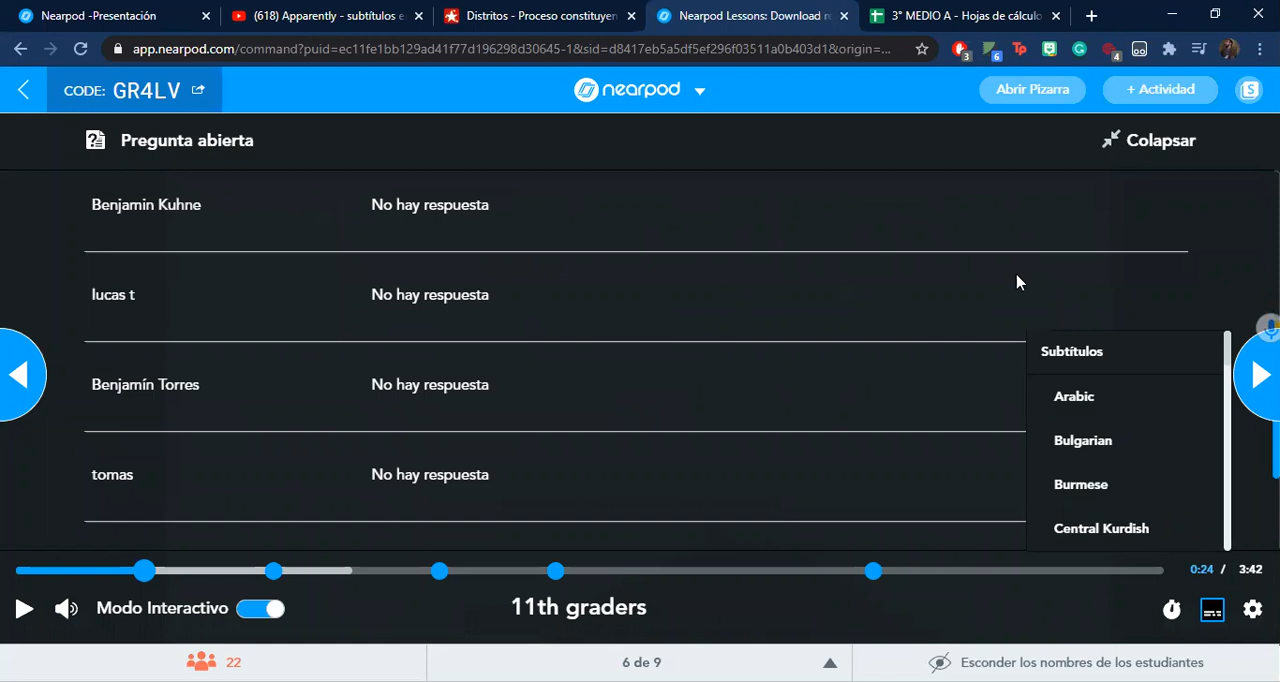 Nearpod -Presentación
(618) Apparently - subtítulos e
Distritos - Proceso constituyen
Nearpod Lessons: Download r
3° MEDIO A - Hojas de cálculo
app.nearpod.com/command?puid=ec11fe1bb129ad41f77d196298d30645-1&sid=d8417eb5a5df5ef296f03511a0b403d1&origin=...
3
6
Tp
4
CODE: GR4LV
nearpod
Abrir Pizarra
+ Actividad
S
Pregunta abierta
Colapsar
Benjamin Kuhne No hay respuesta
lucas t No hay respuesta
Benjamín Torres No hay respuesta
tomas No hay respuesta
Subtítulos
Arabic
Bulgarian
Burmese
Central Kurdish
0:24 / 3:42
Modo Interactivo
11th graders
22
6 de 9
Esconder los nombres de los estudiantes